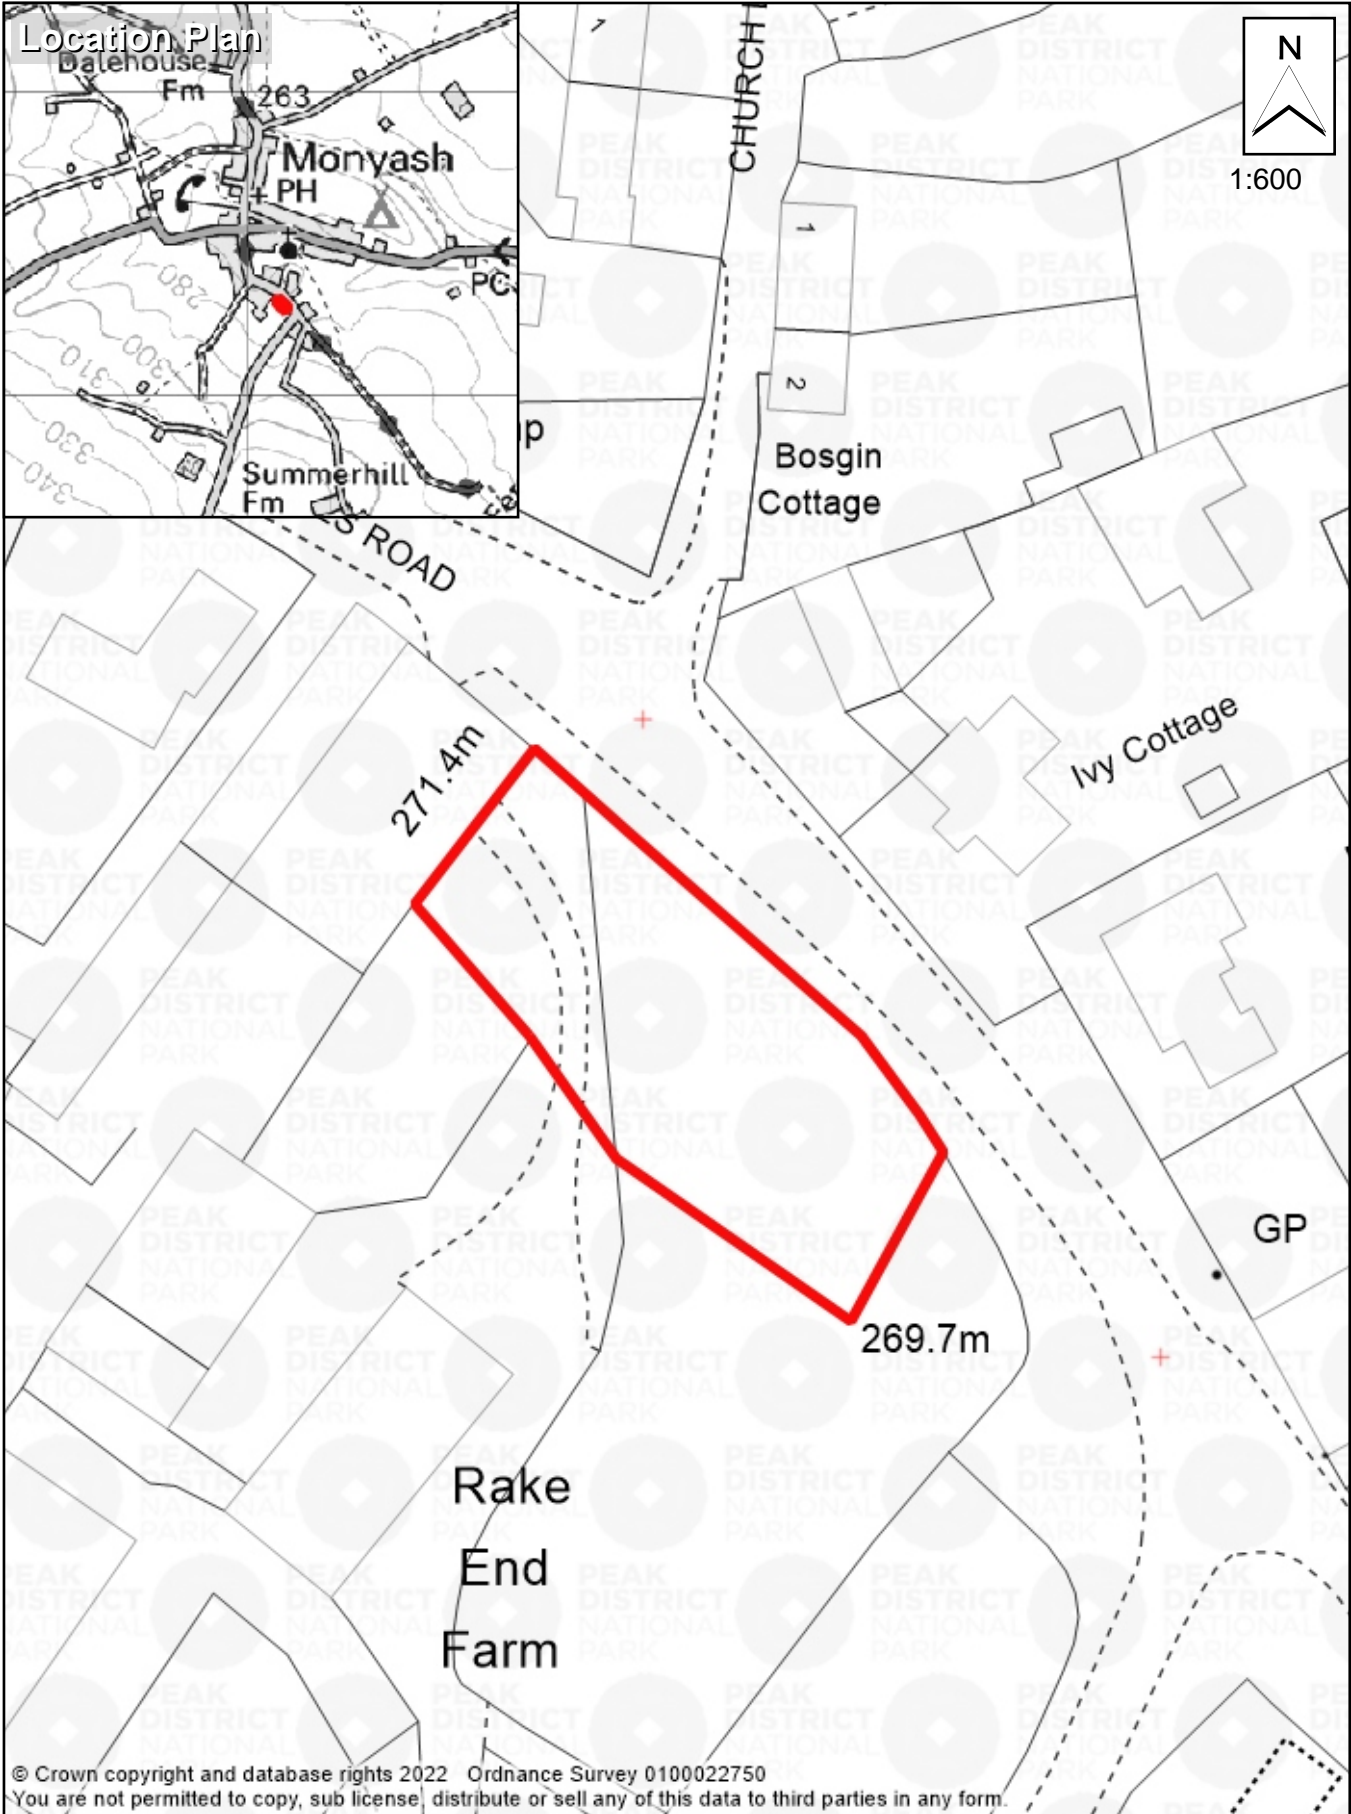 Location Plan
Dalehouse
Fm
263
Monyash
PH
PC
280
300
310
330
340
Summerhill
Fm
N
1:600
CHURCH
1
1
2
Bosgin
Cottage
ROAD
Ivy Cottage
271.4m
GP
269.7m
Rake
End
Farm
PEAK
DISTRICT
NATIONAL
PARK
© Crown copyright and database rights 2022 Ordnance Survey 0100022750
You are not permitted to copy, sub license, distribute or sell any of this data to third parties in any form.